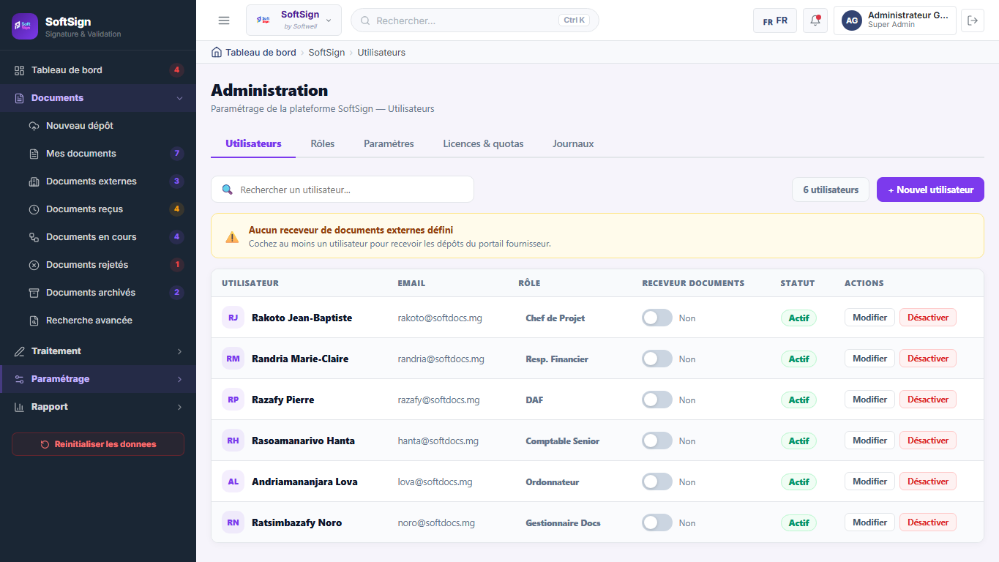 SoftSign
Signature & Validation
Tableau de bord 4
Documents
Nouveau dépôt
Mes documents 7
Documents externes 3
Documents reçus 4
Documents en cours 4
Documents rejetés 1
Documents archivés 2
Recherche avancée
Traitement
Paramétrage
Rapport
Reinitialiser les donnees
Soft Sign
SoftSign
by Softwell
Rechercher...
Ctrl K
FR FR
AG
Administrateur G...
Super Admin
Tableau de bord › SoftSign › Utilisateurs
Administration
Paramétrage de la plateforme SoftSign — Utilisateurs
Utilisateurs Rôles Paramètres Licences & quotas Journaux
Rechercher un utilisateur...
6 utilisateurs
+ Nouvel utilisateur
Aucun receveur de documents externes défini
Cochez au moins un utilisateur pour recevoir les dépôts du portail fournisseur.
UTILISATEUR EMAIL RÔLE RECEVEUR DOCUMENTS STATUT ACTIONS
RJ Rakoto Jean-Baptiste rakoto@softdocs.mg Chef de Projet Non Actif Modifier Désactiver
RM Randria Marie-Claire randria@softdocs.mg Resp. Financier Non Actif Modifier Désactiver
RP Razafy Pierre razafy@softdocs.mg DAF Non Actif Modifier Désactiver
RH Rasoamanarivo Hanta hanta@softdocs.mg Comptable Senior Non Actif Modifier Désactiver
AL Andriamananjara Lova lova@softdocs.mg Ordonnateur Non Actif Modifier Désactiver
RN Ratsimbazafy Noro noro@softdocs.mg Gestionnaire Docs Non Actif Modifier Désactiver